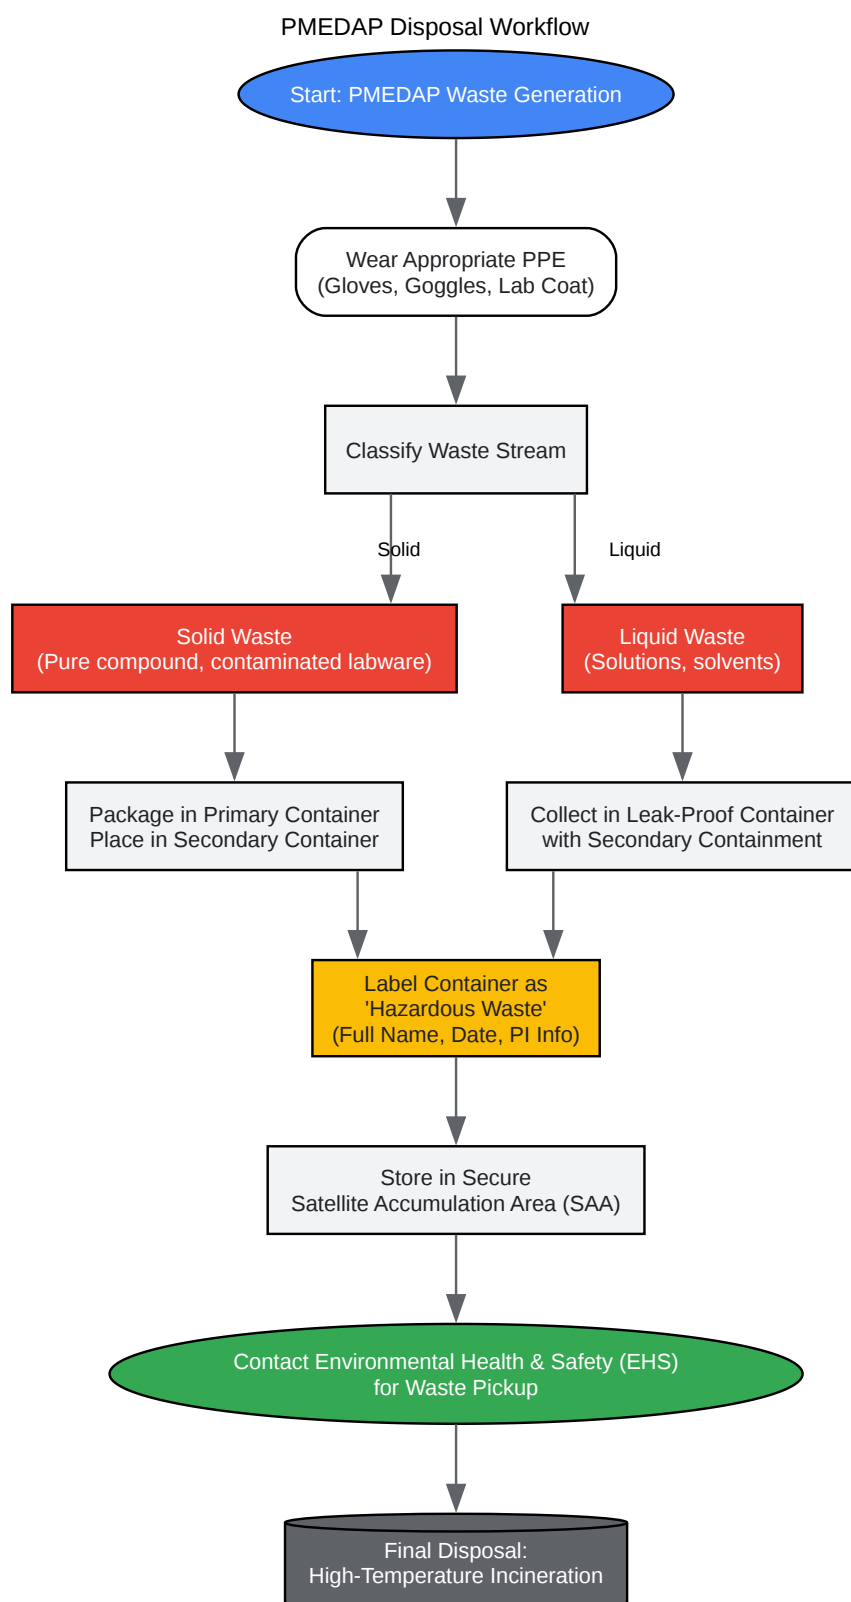 PMEDAP Disposal Workflow
Start: PMEDAP Waste Generation
Wear Appropriate PPE
(Gloves, Goggles, Lab Coat)
Classify Waste Stream
Solid
Liquid
Solid Waste
(Pure compound, contaminated labware)
Liquid Waste
(Solutions, solvents)
Package in Primary Container
Place in Secondary Container
Collect in Leak-Proof Container
with Secondary Containment
Label Container as
'Hazardous Waste'
(Full Name, Date, PI Info)
Store in Secure
Satellite Accumulation Area (SAA)
Contact Environmental Health & Safety (EHS)
for Waste Pickup
Final Disposal:
High-Temperature Incineration